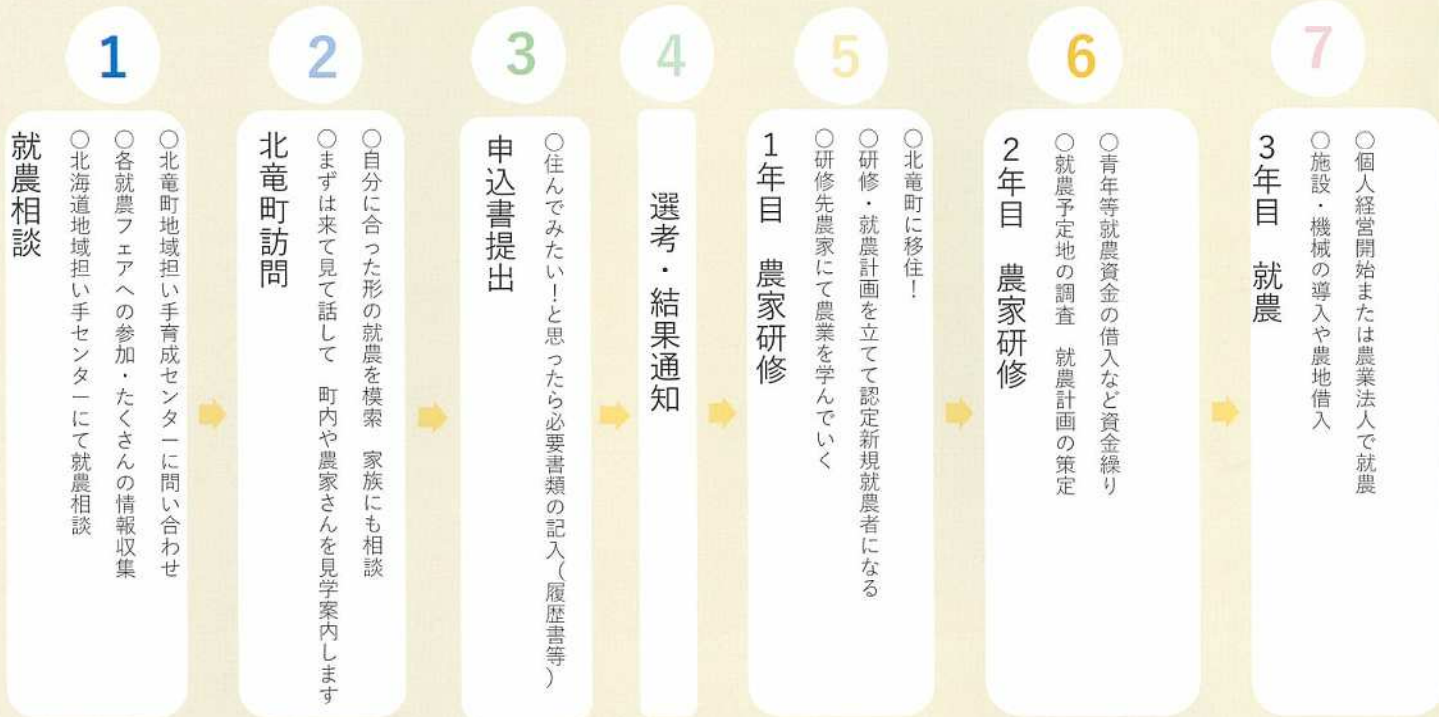 1
就農相談
○北海道地域担い手センターにて就農相談
○各就農フェアへの参加・たくさんの情報収集
○北竜町地域担い手育成センターに問い合わせ
2
北竜町訪問
○まずは来て見て話して　町内や農家さんを見学案内します
○自分に合った形の就農を模索　家族にも相談
3
申込書提出
○住んでみたい！と思ったら必要書類の記入（履歴書等）
4
選考・結果通知
5
1年目　農家研修
○研修先農家にて農業を学んでいく
○研修・就農計画を立てて認定新規就農者になる
○北竜町に移住！
6
2年目　農家研修
○就農予定地の調査　就農計画の策定
○青年等就農資金の借入など資金繰り
7
3年目　就農
○施設・機械の導入や農地借入
○個人経営開始または農業法人で就農